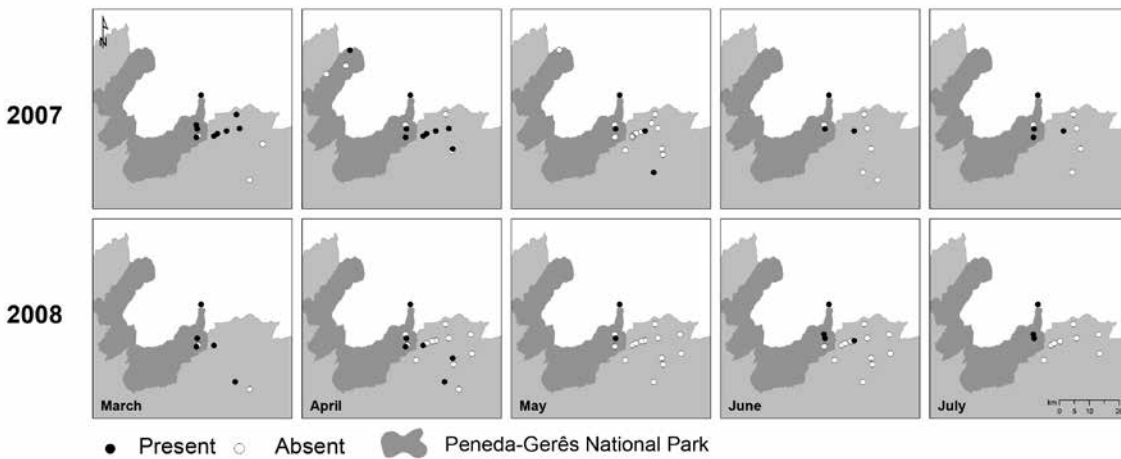 N
2007
2008
March
April
May
June
July
km
0 5 10 20
Present
Absent
Peneda-Gerês National Park